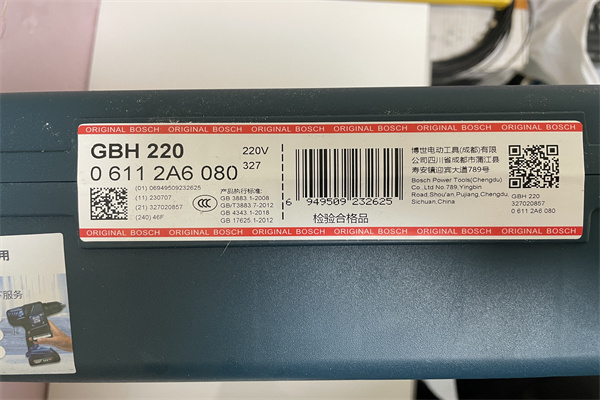 ORIGINAL BOSCH ORIGINAL BOSCH ORIGINAL BOSCH ORIGINAL BOSCH ORIGINAL BOSCH ORIGINAL BOSCH
GBH 220
220V
0 611 2A6 080
327
(01) 06949509232625
(11) 230707
(21) 327020857
(240) 46F
产品执行标准:
GB 3883.1-2008
GB/T3883.7-2012
GB 4343.1-2018
GB 17625.1-2012
6 949509 232625
检验合格品
博世电动工具(成都)有限
公司四川省成都市蒲江县
寿安镇迎宾大道789号
Bosch Power Tools(Chengdu)
Co.,Ltd No 789,Yingbin
Road,Shou'an,Pujiang,Chengdu,
Sichuan,China
GBH 220
327020857
0 611 2A6 080
ORIGINAL BOSCH ORIGINAL BOSCH ORIGINAL BOSCH ORIGINAL BOSCH ORIGINAL BOSCH ORIGINAL BOSCH
用
服务